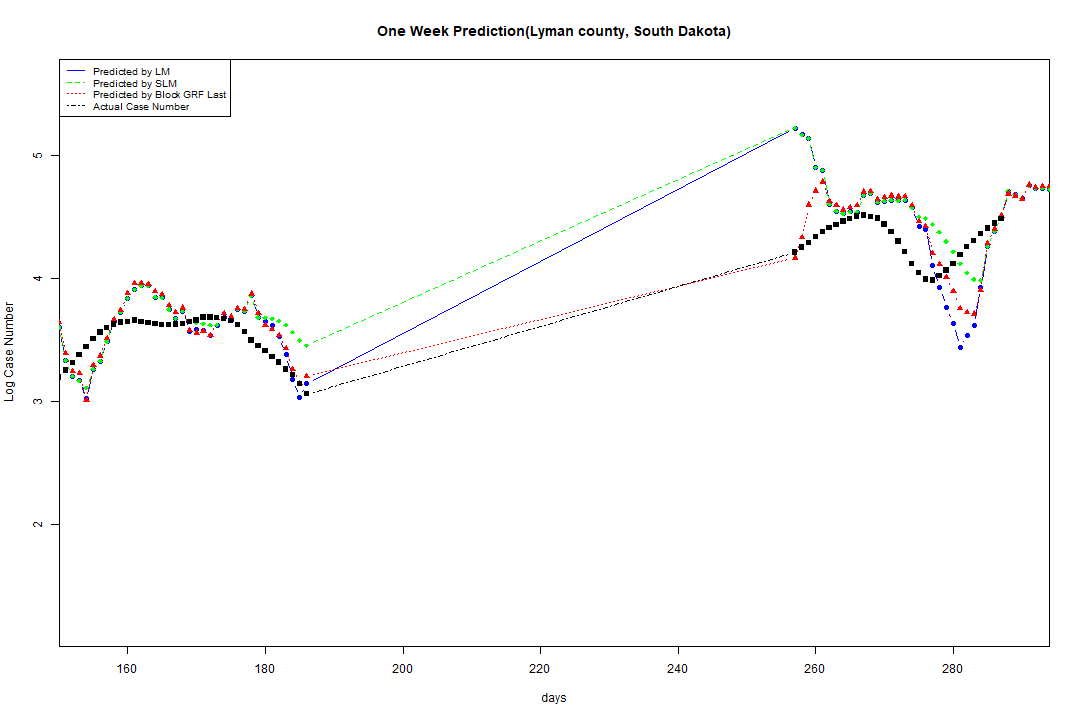 One Week Prediction(Lyman county, South Dakota)
Predicted by LM
Predicted by SLM
Predicted by Block GRF Last
Actual Case Number
5
4
3
2
Log Case Number
160 180 200 220 240 260 280
days